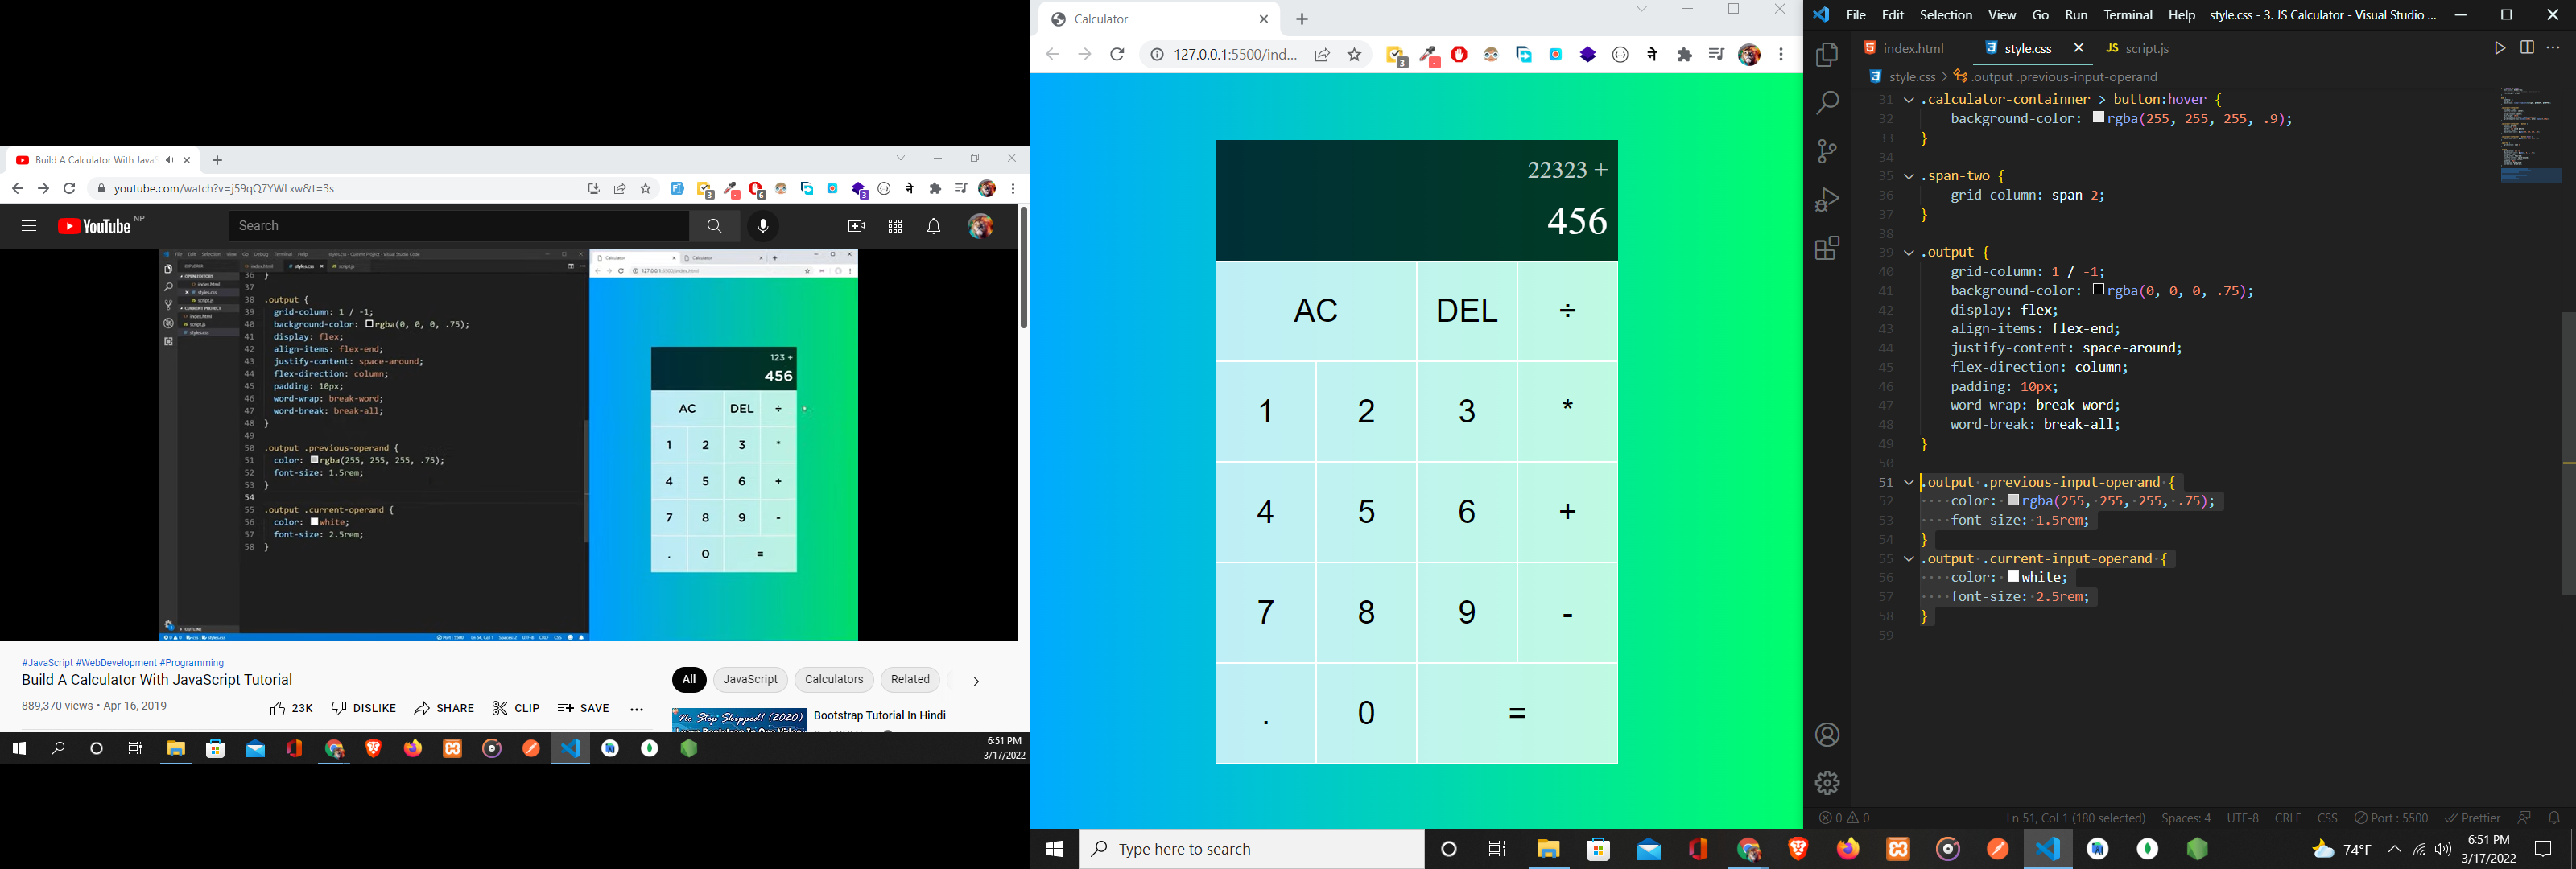 Build A Calculator With Java
youtube.com/watch?v=j59qQ7YWLxw&t=3s
YouTube NP
Search
36 }
37
38 .output {
39 grid-column: 1 / -1;
40 background-color: rgba(0, 0, 0, .75);
41 display: flex;
42 align-items: flex-end;
43 justify-content: space-around;
44 flex-direction: column;
45 padding: 10px;
46 word-wrap: break-word;
47 word-break: break-all;
48 }
49
50 .output .previous-operand {
51 color: rgba(255, 255, 255, .75);
52 font-size: 1.5rem;
53 }
54
55 .output .current-operand {
56 color: white;
57 font-size: 2.5rem;
58 }
123 +
456
AC DEL ÷
1 2 3 *
4 5 6 +
7 8 9 -
. 0 =
#JavaScript #WebDevelopment #Programming
Build A Calculator With JavaScript Tutorial
889,370 views • Apr 16, 2019
23K DISLIKE SHARE CLIP SAVE
All JavaScript Calculators Related
No Step Skipped! (2020)
Bootstrap Tutorial In Hindi
6:51 PM
3/17/2022
Calculator
127.0.0.1:5500/ind...
22323 +
456
AC DEL ÷
1 2 3 *
4 5 6 +
7 8 9 -
. 0 =
Type here to search
File Edit Selection View Go Run Terminal Help style.css - 3. JS Calculator - Visual Studio ...
index.html style.css JS script.js
style.css > .output .previous-input-operand
31 .calculator-containner > button:hover {
32 background-color: rgba(255, 255, 255, .9);
33 }
34
35 .span-two {
36 grid-column: span 2;
37 }
38
39 .output {
40 grid-column: 1 / -1;
41 background-color: rgba(0, 0, 0, .75);
42 display: flex;
43 align-items: flex-end;
44 justify-content: space-around;
45 flex-direction: column;
46 padding: 10px;
47 word-wrap: break-word;
48 word-break: break-all;
49 }
50
51 .output .previous-input-operand {
52 color: rgba(255, 255, 255, .75);
53 font-size: 1.5rem;
54 }
55 .output .current-input-operand {
56 color: white;
57 font-size: 2.5rem;
58 }
59
0 0 Ln 51, Col 1 (180 selected) Spaces: 4 UTF-8 CRLF CSS Port : 5500 Prettier
74°F
6:51 PM
3/17/2022